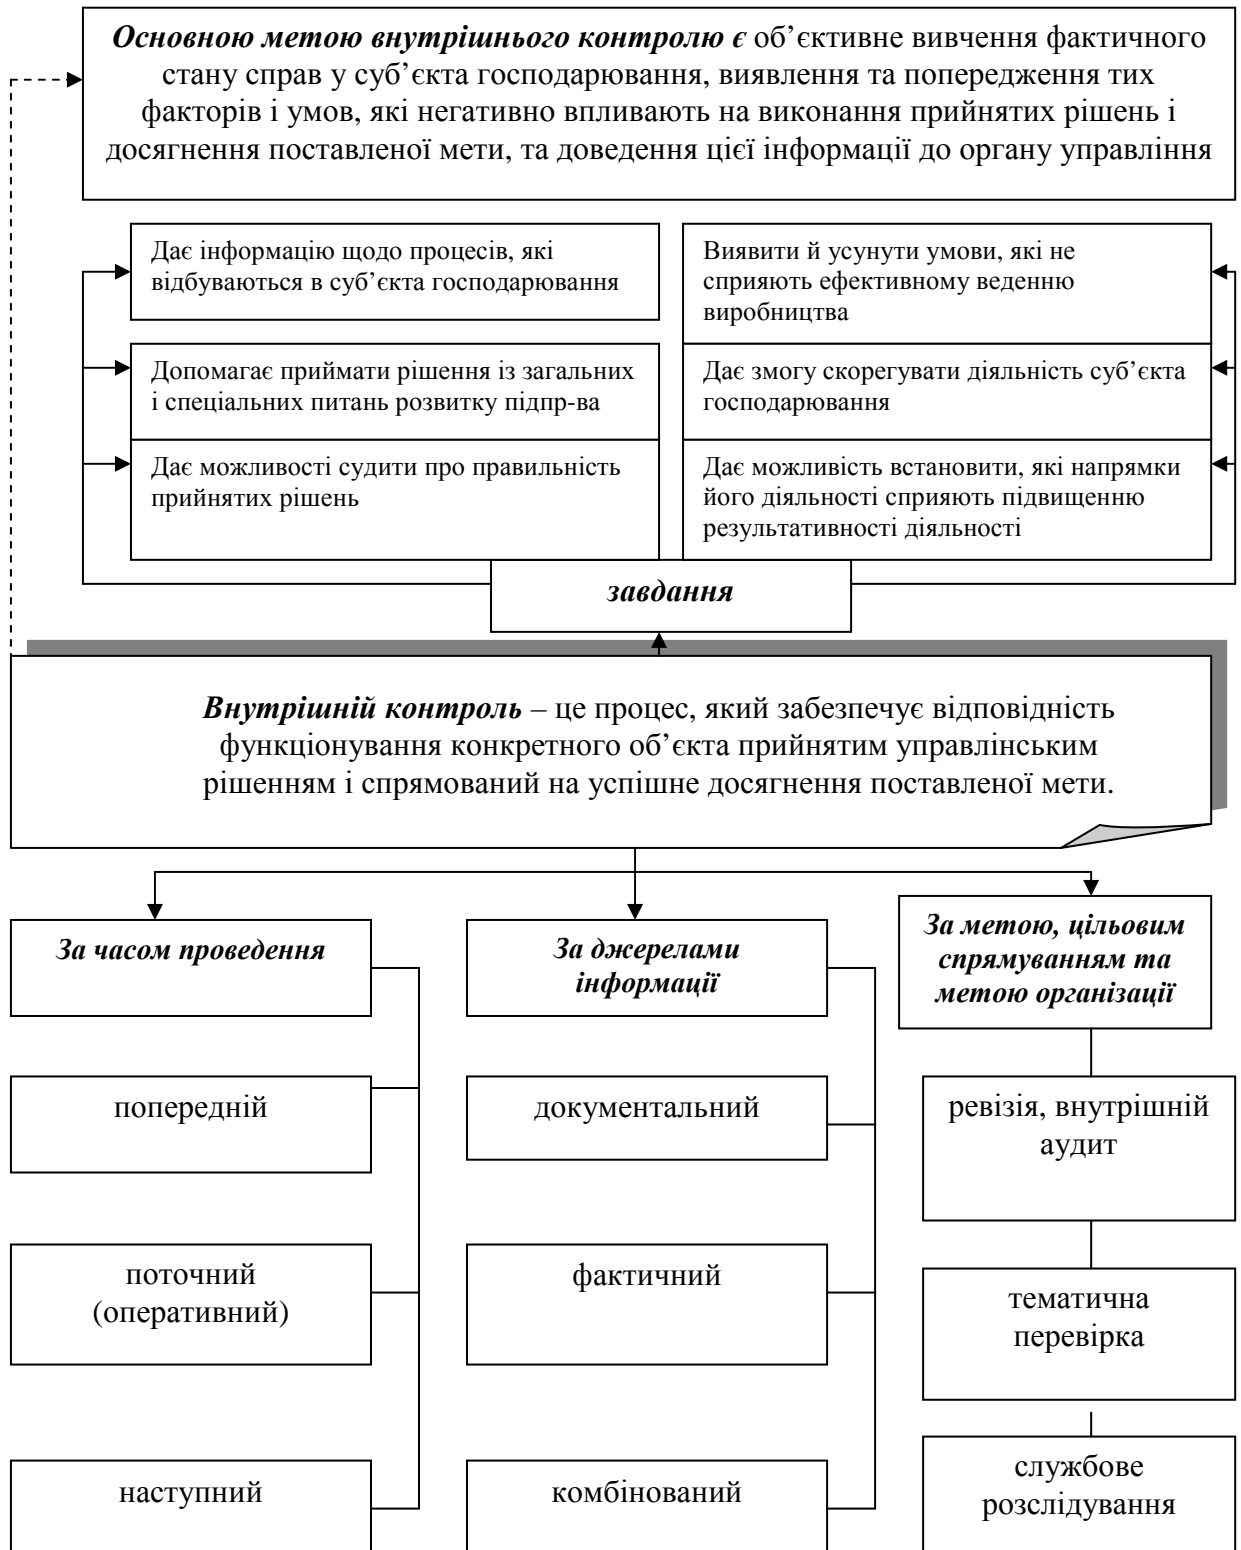 Основною метою внутрішнього контролю є об’єктивне вивчення фактичного
стану справ у суб’єкта господарювання, виявлення та попередження тих
факторів і умов, які негативно впливають на виконання прийнятих рішень і
досягнення поставленої мети, та доведення цієї інформації до органу управління
Дає інформацію щодо процесів, які
відбуваються в суб’єкта господарювання
Виявити й усунути умови, які не
сприяють ефективному веденню
виробництва
Допомагає приймати рішення із загальних
і спеціальних питань розвитку підпр-ва
Дає змогу скорегувати діяльність суб’єкта
господарювання
Дає можливості судити про правильність
прийнятих рішень
Дає можливість встановити, які напрямки
його діяльності сприяють підвищенню
результативності діяльності
завдання
Внутрішній контроль – це процес, який забезпечує відповідність
функціонування конкретного об’єкта прийнятим управлінським
рішенням і спрямований на успішне досягнення поставленої мети.
За часом проведення
За джерелами
інформації
За метою, цільовим
спрямуванням та
метою організації
попередній
документальний
ревізія, внутрішній
аудит
поточний
(оперативний)
фактичний
тематична
перевірка
наступний
комбінований
службове
розслідування